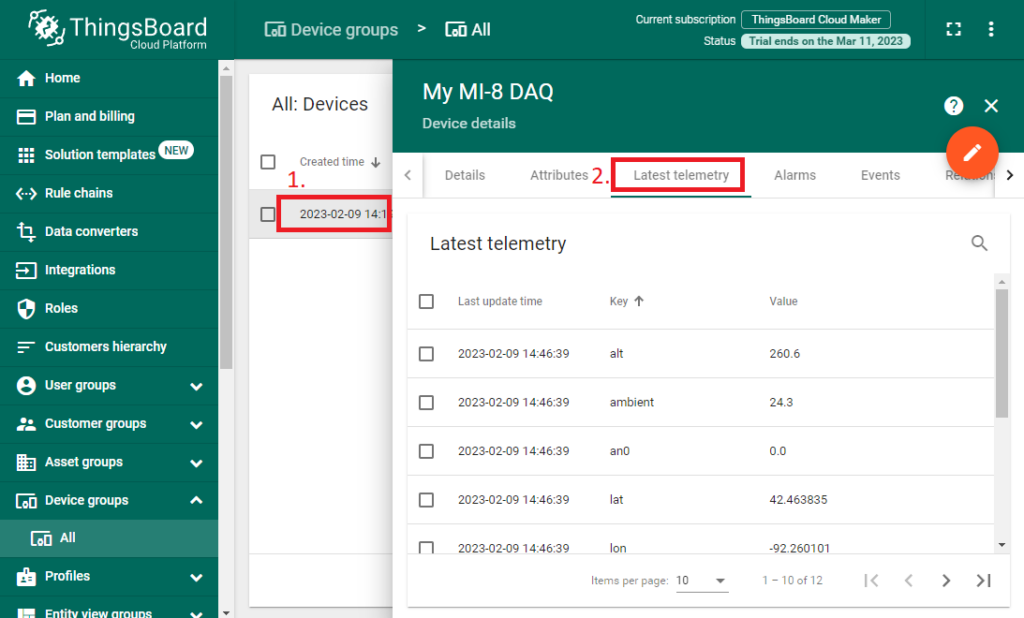 ThingsBoard
Cloud Platform
Device groups > All
Current subscription ThingsBoard Cloud Maker
Status Trial ends on the Mar 11, 2023
Home
Plan and billing
Solution templates NEW
Rule chains
Data converters
Integrations
Roles
Customers hierarchy
User groups
Customer groups
Asset groups
Device groups
All
Profiles
Entity view groups
All: Devices
Created time
1.
2023-02-09 14:1
My MI-8 DAQ
Device details
?
Details Attributes 2. Latest telemetry Alarms Events Relations
Latest telemetry
Last update time Key Value
2023-02-09 14:46:39 alt 260.6
2023-02-09 14:46:39 ambient 24.3
2023-02-09 14:46:39 an0 0.0
2023-02-09 14:46:39 lat 42.463835
2023-02-09 14:46:39 lon -92.260101
Items per page: 10 1 – 10 of 12